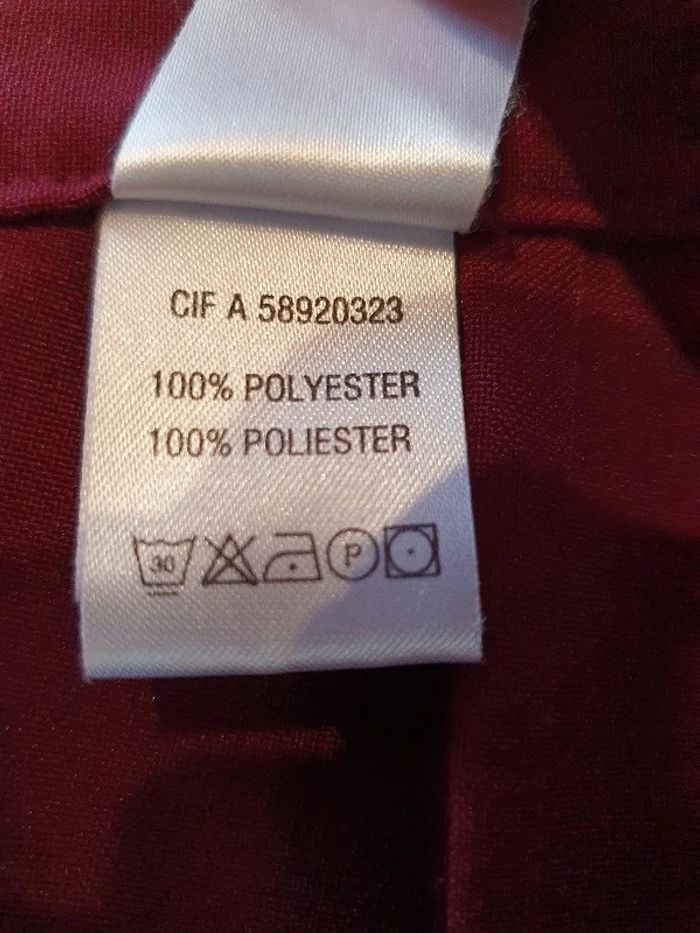 CIF A 58920323
100% POLYESTER
100% POLIESTER
30 P